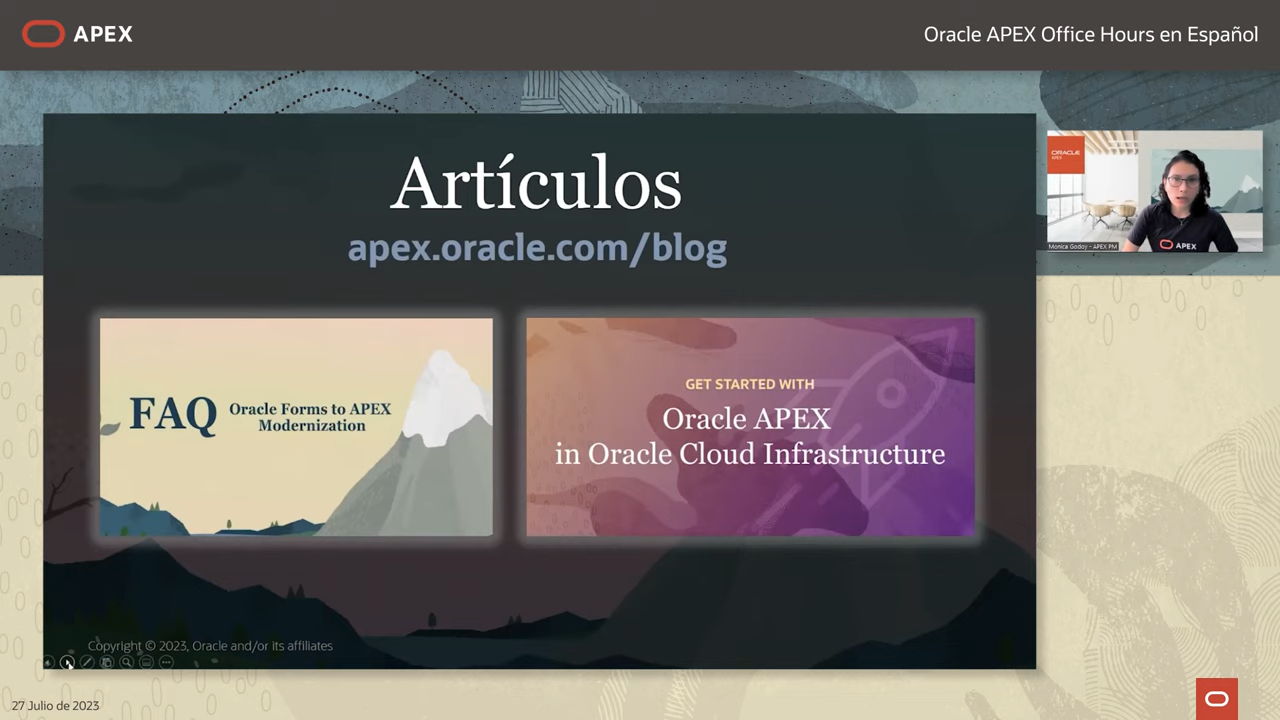 APEX
Oracle APEX Office Hours en Español
Artículos
apex.oracle.com/blog
ORACLE
APEX
Monica Godoy - APEX PM
APEX
FAQ
Oracle Forms to APEX
Modernization
GET STARTED WITH
Oracle APEX
in Oracle Cloud Infrastructure
Copyright © 2023, Oracle and/or its affiliates
27 Julio de 2023